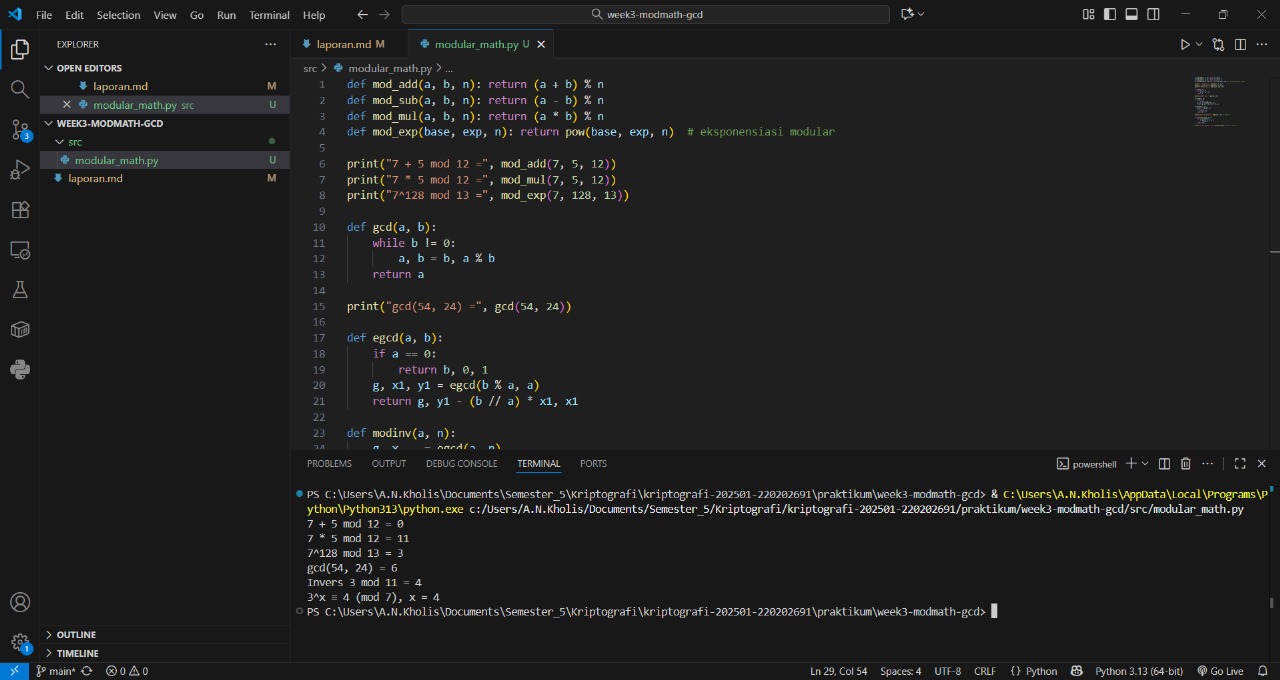 File Edit Selection View Go Run Terminal Help
week3-modmath-gcd
EXPLORER
OPEN EDITORS
laporan.md M
modular_math.py src U
WEEK3-MODMATH-GCD
src
modular_math.py U
laporan.md M
3
1
OUTLINE
TIMELINE
laporan.md M
modular_math.py U
src > modular_math.py > ...
1 def mod_add(a, b, n): return (a + b) % n
2 def mod_sub(a, b, n): return (a - b) % n
3 def mod_mul(a, b, n): return (a * b) % n
4 def mod_exp(base, exp, n): return pow(base, exp, n)  # eksponensiasi modular
5
6 print("7 + 5 mod 12 =", mod_add(7, 5, 12))
7 print("7 * 5 mod 12 =", mod_mul(7, 5, 12))
8 print("7^128 mod 13 =", mod_exp(7, 128, 13))
9
10 def gcd(a, b):
11     while b != 0:
12         a, b = b, a % b
13     return a
14
15 print("gcd(54, 24) =", gcd(54, 24))
16
17 def egcd(a, b):
18     if a == 0:
19         return b, 0, 1
20     g, x1, y1 = egcd(b % a, a)
21     return g, y1 - (b // a) * x1, x1
22
23 def modinv(a, n):
24     g, x, _ = egcd(a, n)
PROBLEMS OUTPUT DEBUG CONSOLE TERMINAL PORTS
powershell
PS C:\Users\A.N.Kholis\Documents\Semester_5\Kriptografi\kriptografi-202501-220202691\praktikum\week3-modmath-gcd> & C:\Users\A.N.Kholis\AppData\Local\Programs\P
ython\Python313\python.exe c:/Users/A.N.Kholis/Documents/Semester_5/Kriptografi/kriptografi-202501-220202691/praktikum/week3-modmath-gcd/src/modular_math.py
7 + 5 mod 12 = 0
7 * 5 mod 12 = 11
7^128 mod 13 = 3
gcd(54, 24) = 6
Invers 3 mod 11 = 4
3^x ≡ 4 (mod 7), x = 4
PS C:\Users\A.N.Kholis\Documents\Semester_5\Kriptografi\kriptografi-202501-220202691\praktikum\week3-modmath-gcd>
main* 0 0
Ln 29, Col 54 Spaces: 4 UTF-8 CRLF {} Python Python 3.13 (64-bit) Go Live